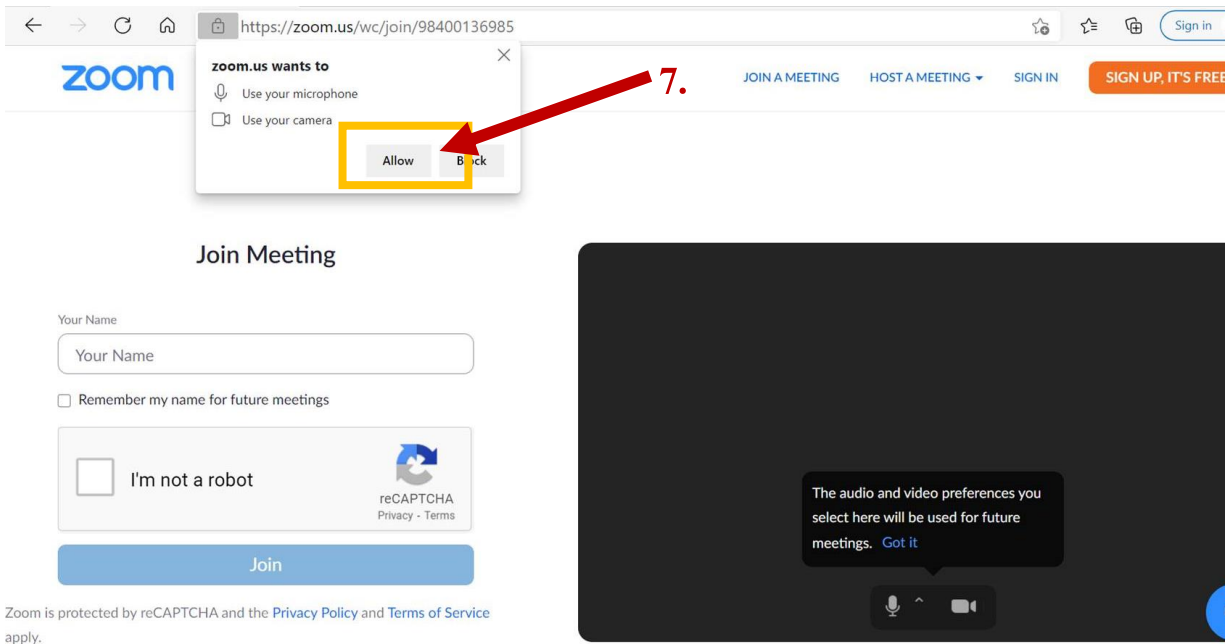 https://zoom.us/wc/join/98400136985
Sign in
zoom
zoom.us wants to
Use your microphone
Use your camera
Allow
Block
7.
JOIN A MEETING
HOST A MEETING
SIGN IN
SIGN UP, IT'S FREE
Join Meeting
Your Name
Your Name
Remember my name for future meetings
I'm not a robot
reCAPTCHA
Privacy - Terms
Join
Zoom is protected by reCAPTCHA and the Privacy Policy and Terms of Service
apply.
The audio and video preferences you
select here will be used for future
meetings. Got it